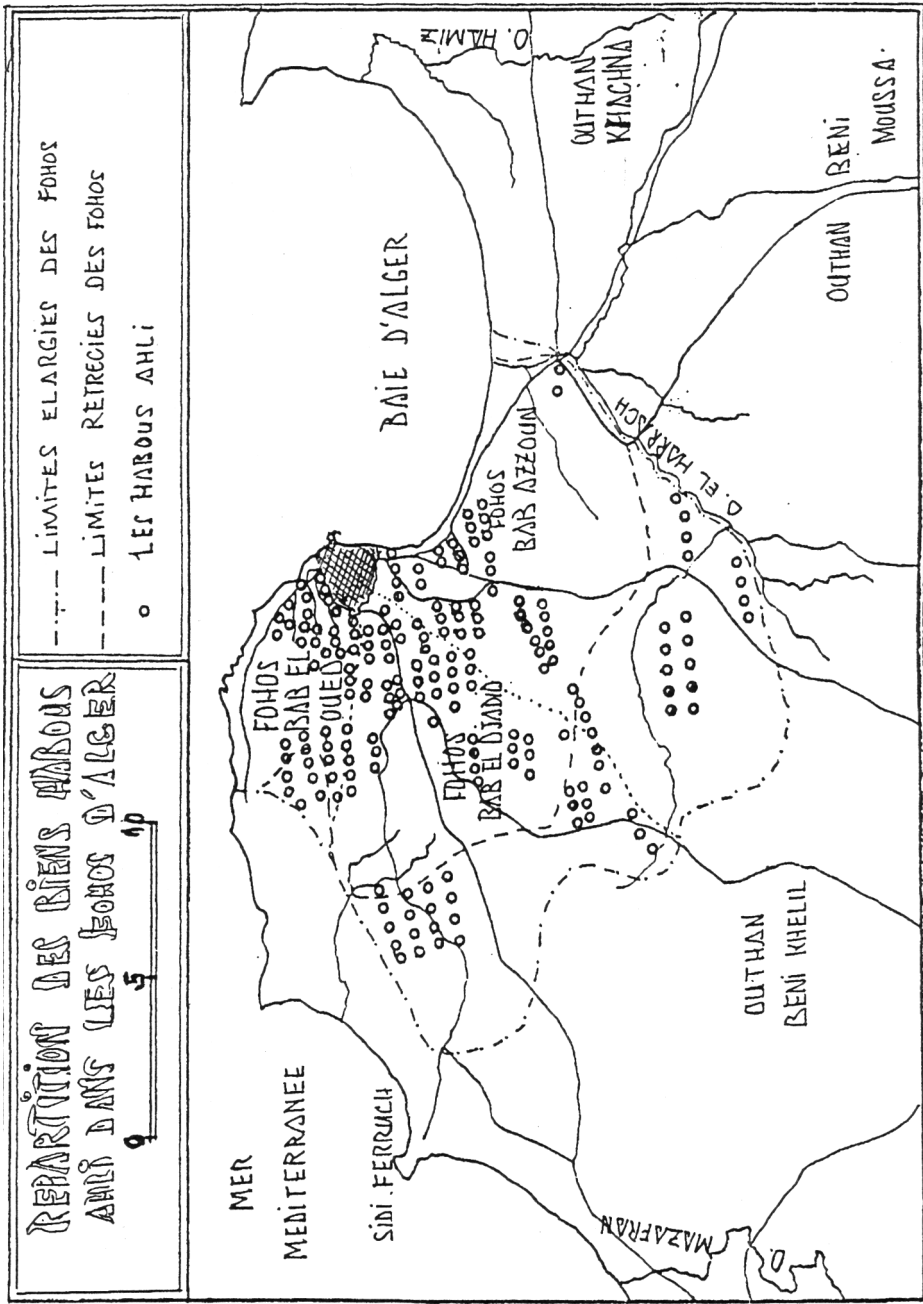 REPARTITION DES BIENS HABOUS
AHLI DANS LES FOHOS D'ALGER
0 5 10
LIMITES ELARGIES DES FOHOS
LIMITES RETRECIES DES FOHOS
LES HABOUS AHLI
MER
MEDITERRANEE
SIDI. FERRUCH
O. MAZAFRAN
FOHOS
BAB EL
OUED
FOHOS
BAB EL DJADID
FOHOS
BAB AZZOUN
BAIE D'ALGER
O. HAMIZ
OUTHAN
KHACHNA
OUTHAN BENI
MOUSSA.
O. EL HARRASCH
OUTHAN
BENI KHELIL